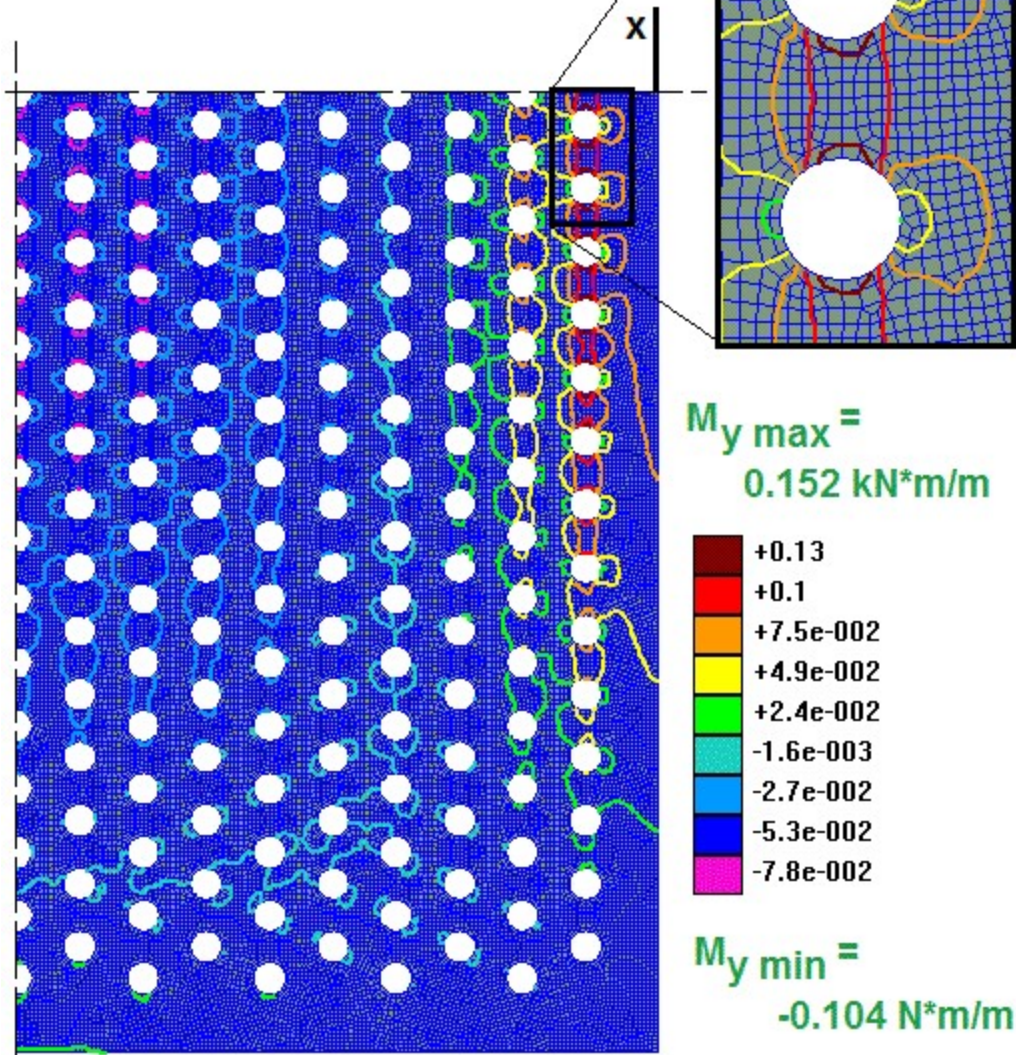 x
My max =
0.152 kN*m/m
+0.13
+0.1
+7.5e-002
+4.9e-002
+2.4e-002
-1.6e-003
-2.7e-002
-5.3e-002
-7.8e-002
My min =
-0.104 N*m/m